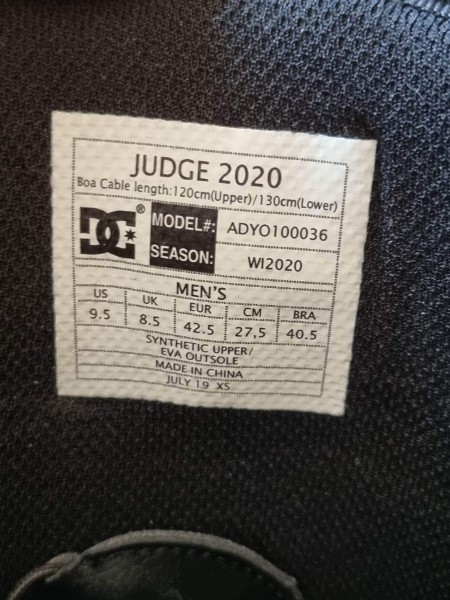 JUDGE 2020
Boa Cable length:120cm(Upper)/130cm(Lower)
DC ® MODEL#: ADYO100036
SEASON: WI2020
MEN'S
US UK EUR CM BRA
9.5 8.5 42.5 27,5 40.5
SYNTHETIC UPPER/
EVA OUTSOLE
MADE IN CHINA
JULY 19 XS